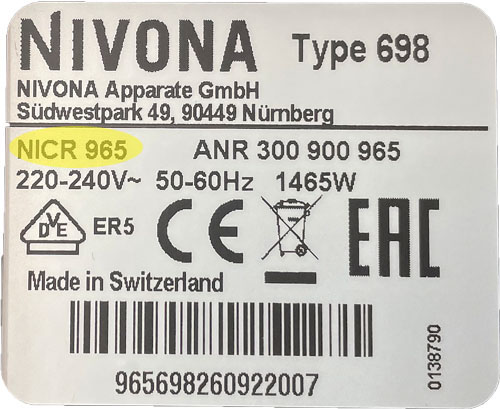 NIVONA Type 698
NIVONA Apparate GmbH
Südwestpark 49, 90449 Nürnberg
NICR 965 ANR 300 900 965
220-240V~ 50-60Hz 1465W
DVE ER5 CE EAC
Made in Switzerland
965698260922007
0138790